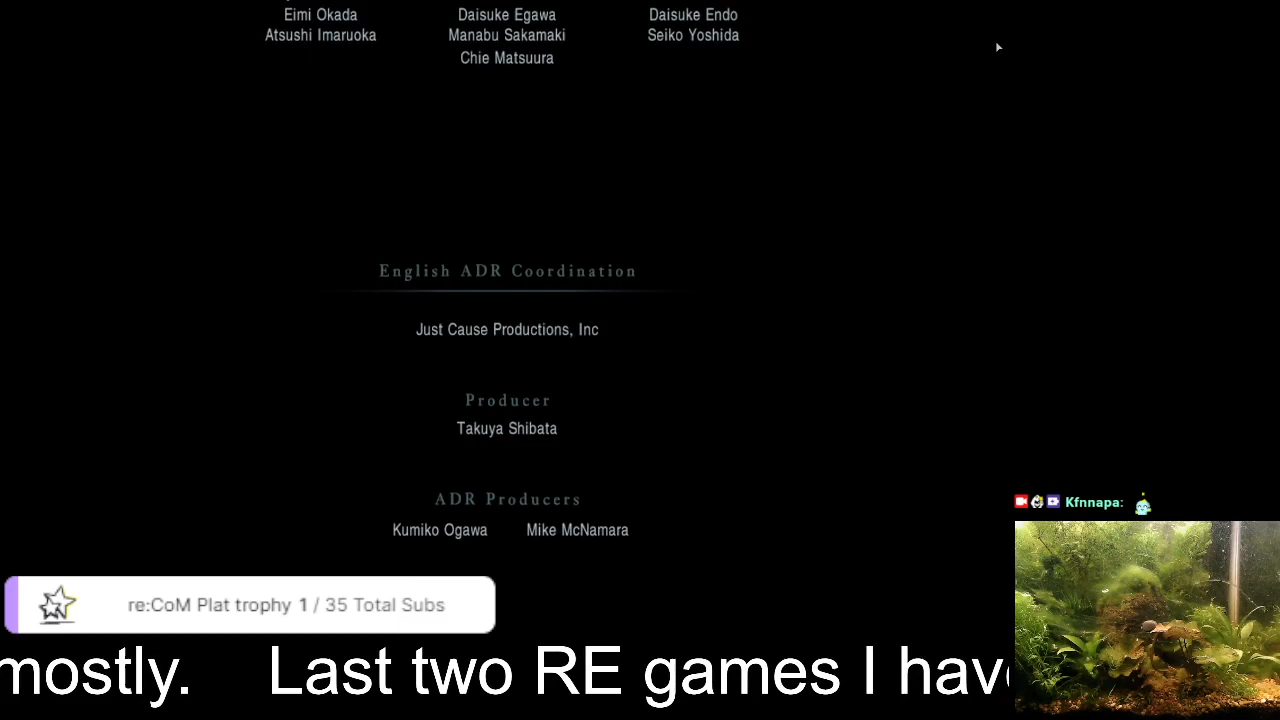 Eimi Okada Daisuke Egawa Daisuke Endo
Atsushi Imaruoka Manabu Sakamaki Seiko Yoshida
Chie Matsuura
English ADR Coordination
Just Cause Productions, Inc
Producer
Takuya Shibata
ADR Producers
Kumiko Ogawa Mike McNamara
Kfnnapa:
re:CoM Plat trophy 1 / 35 Total Subs
mostly. Last two RE games I have